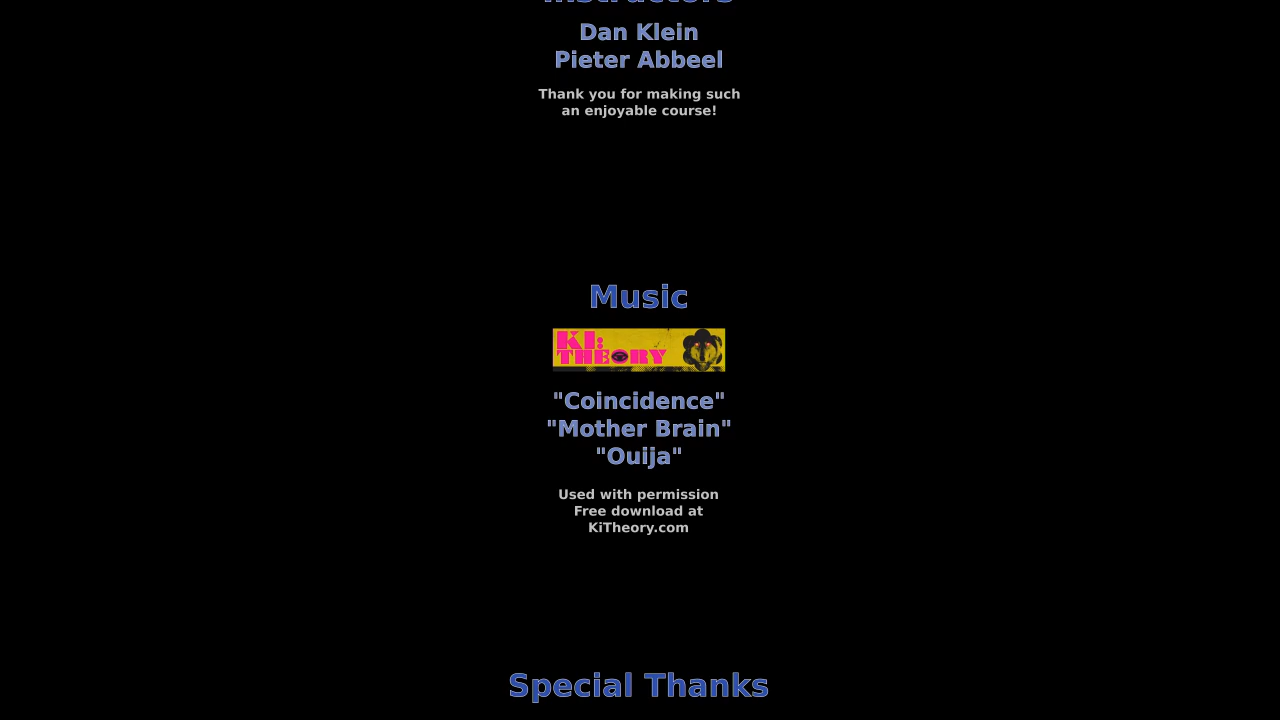 Instructors
Dan Klein
Pieter Abbeel
Thank you for making such
an enjoyable course!
Music
KI:
THEORY
"Coincidence"
"Mother Brain"
"Ouija"
Used with permission
Free download at
KiTheory.com
Special Thanks